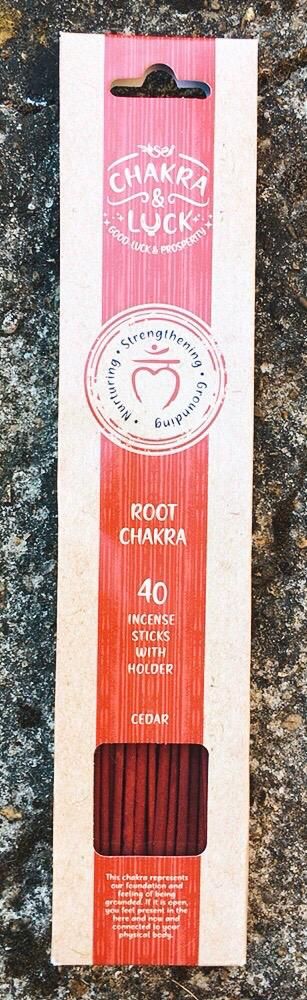 CHAKRA
&
LUCK
GOOD LUCK & PROSPERITY
Nurturing • Strengthening • Grounding •
ROOT
CHAKRA
40
INCENSE
STICKS
WITH
HOLDER
CEDAR
This chakra represents
our foundation and
feeling of being
grounded. If it is open,
you feel present in the
here and now and
connected to your
physical body.